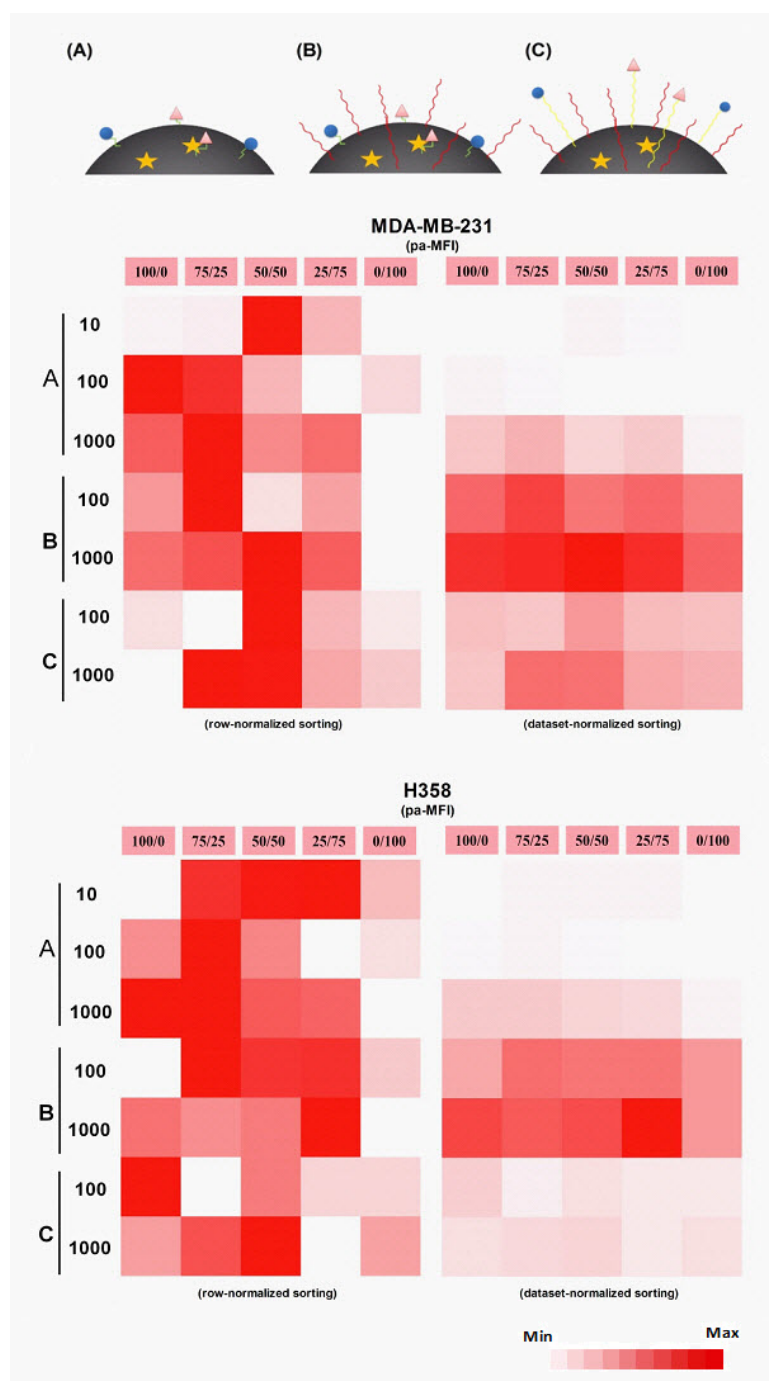 (A) (B) (C)
MDA-MB-231
(pa-MFI)
100/0 75/25 50/50 25/75 0/100 100/0 75/25 50/50 25/75 0/100
10
A 100
1000
100
B
1000
100
C
1000
(row-normalized sorting) (dataset-normalized sorting)
H358
(pa-MFI)
100/0 75/25 50/50 25/75 0/100 100/0 75/25 50/50 25/75 0/100
10
A 100
1000
100
B
1000
100
C
1000
(row-normalized sorting) (dataset-normalized sorting)
Min Max